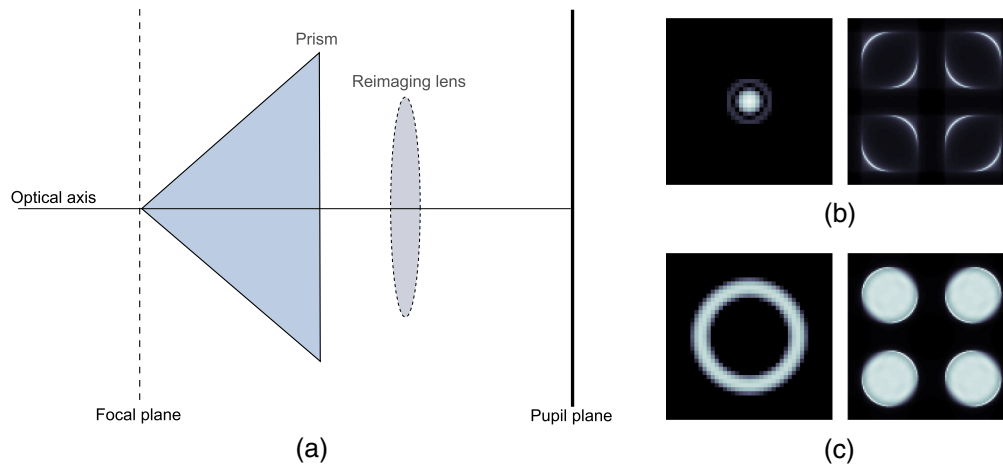 Prism
Reimaging lens
Optical axis
Focal plane
Pupil plane
(a)
(b)
(c)